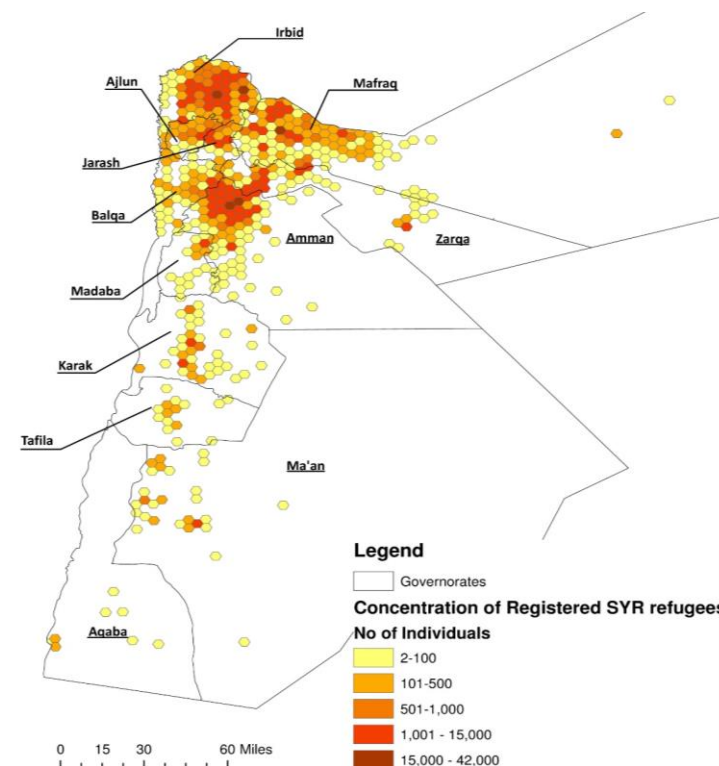 Irbid
Ajlun
Mafraq
Jarash
Balqa
Amman
Zarqa
Madaba
Karak
Tafila
Ma'an
Aqaba
Legend
Governorates
Concentration of Registered SYR refugees
No of Individuals
2-100
101-500
501-1,000
1,001 - 15,000
15,000 - 42,000
0 15 30 60 Miles